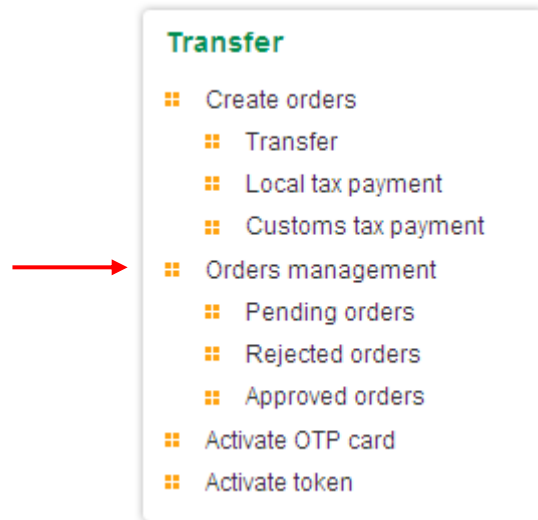 Transfer
Create orders
Transfer
Local tax payment
Customs tax payment
Orders management
Pending orders
Rejected orders
Approved orders
Activate OTP card
Activate token